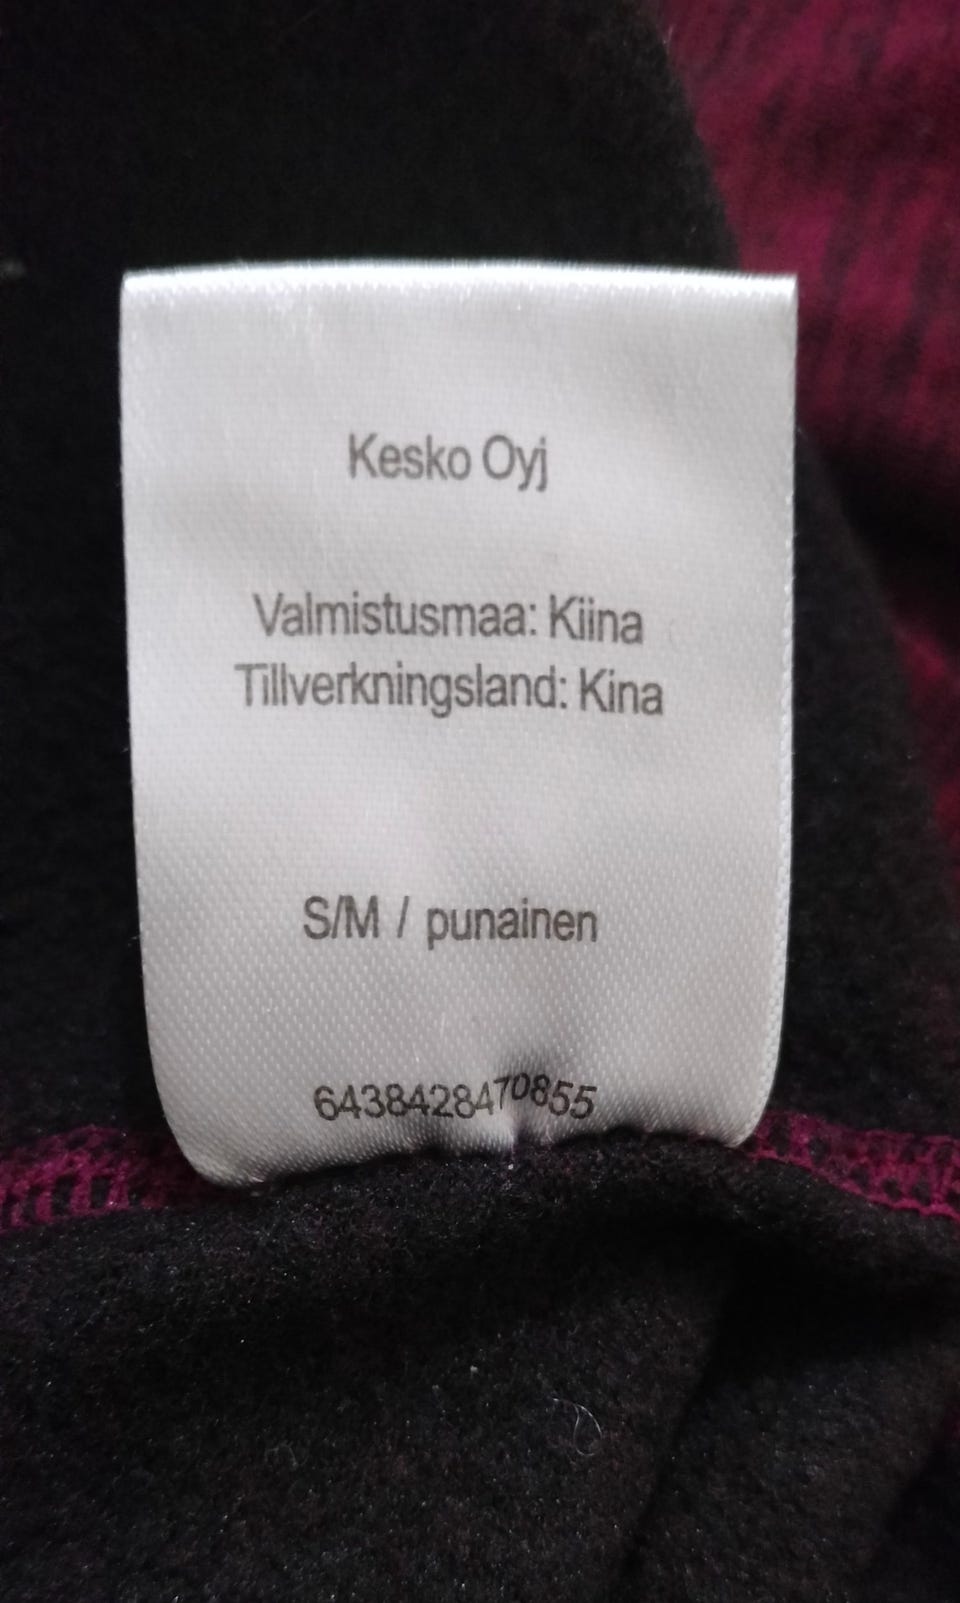 Kesko Oyj
Valmistusmaa: Kiina
Tillverkningsland: Kina
S/M / punainen
6438428470855